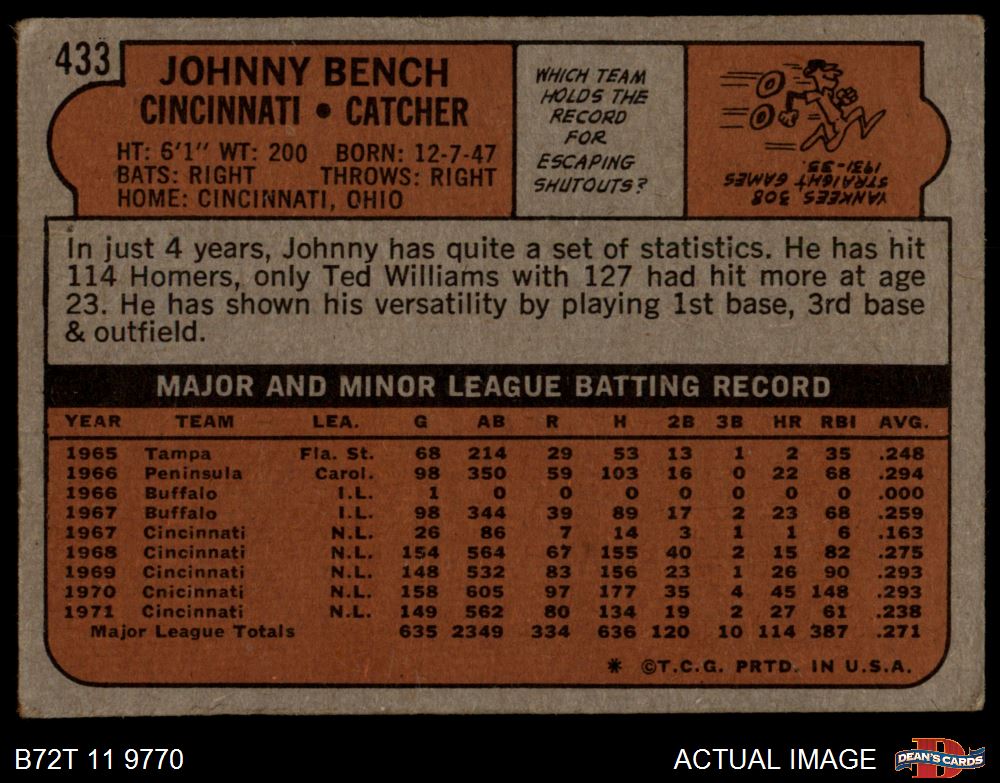 433
JOHNNY BENCH
CINCINNATI • CATCHER
HT: 6'1" WT: 200 BORN: 12-7-47
BATS: RIGHT THROWS: RIGHT
HOME: CINCINNATI, OHIO
WHICH TEAM
HOLDS THE
RECORD
FOR
ESCAPING
SHUTOUTS?
YANKEES 308
STRAIGHT GAMES
1931-35.
In just 4 years, Johnny has quite a set of statistics. He has hit
114 Homers, only Ted Williams with 127 had hit more at age
23. He has shown his versatility by playing 1st base, 3rd base
& outfield.
MAJOR AND MINOR LEAGUE BATTING RECORD
YEAR TEAM LEA. G AB R H 2B 3B HR RBI AVG.
1965 Tampa Fla. St. 68 214 29 53 13 1 2 35 .248
1966 Peninsula Carol. 98 350 59 103 16 0 22 68 .294
1966 Buffalo I.L. 1 0 0 0 0 0 0 0 .000
1967 Buffalo I.L. 98 344 39 89 17 2 23 68 .259
1967 Cincinnati N.L. 26 86 7 14 3 1 1 6 .163
1968 Cincinnati N.L. 154 564 67 155 40 2 15 82 .275
1969 Cincinnati N.L. 148 532 83 156 23 1 26 90 .293
1970 Cnicinnati N.L. 158 605 97 177 35 4 45 148 .293
1971 Cincinnati N.L. 149 562 80 134 19 2 27 61 .238
Major League Totals 635 2349 334 636 120 10 114 387 .271
* ©T.C.G. PRTD. IN U.S.A.
B72T 11 9770
ACTUAL IMAGE
D
DEAN'S CARDS